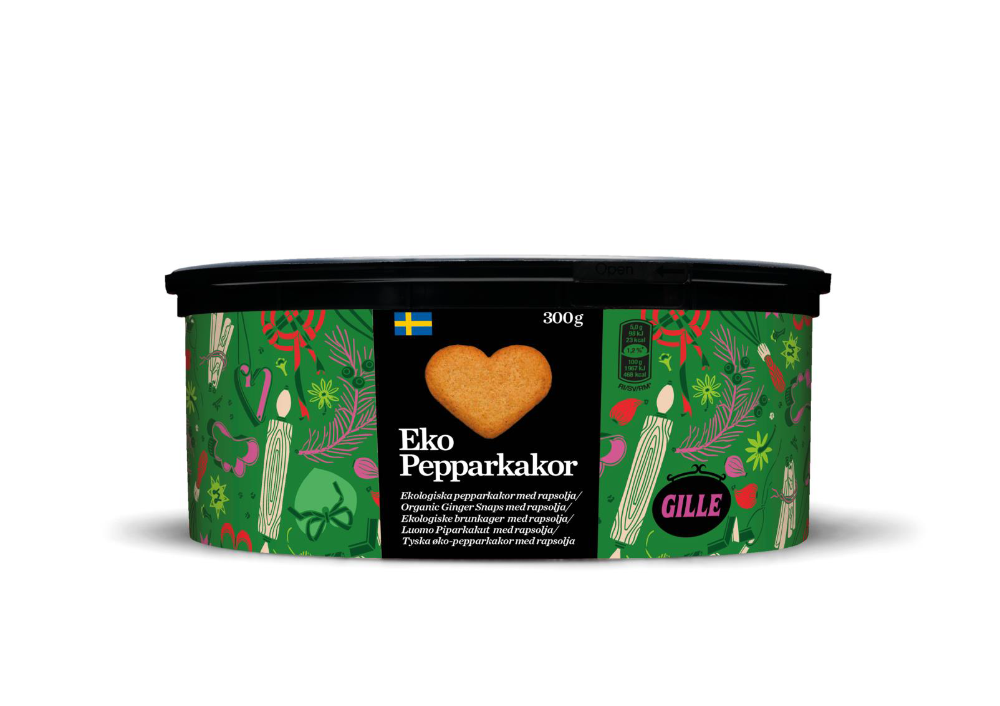 Open
300g
Eko
Pepparkakor
Ekologiska pepparkakor med rapsolja/
Organic Ginger Snaps med rapsolja/
Ekologiske brunkager med rapsolja/
Luomo Piparkakut med rapsolja/
Tyska øko-pepparkakor med rapsolja
5,0 g
98 kJ
23 kcal
1,2 %*
100 g
1967 kJ
468 kcal
RI/SV/RM*
GILLE